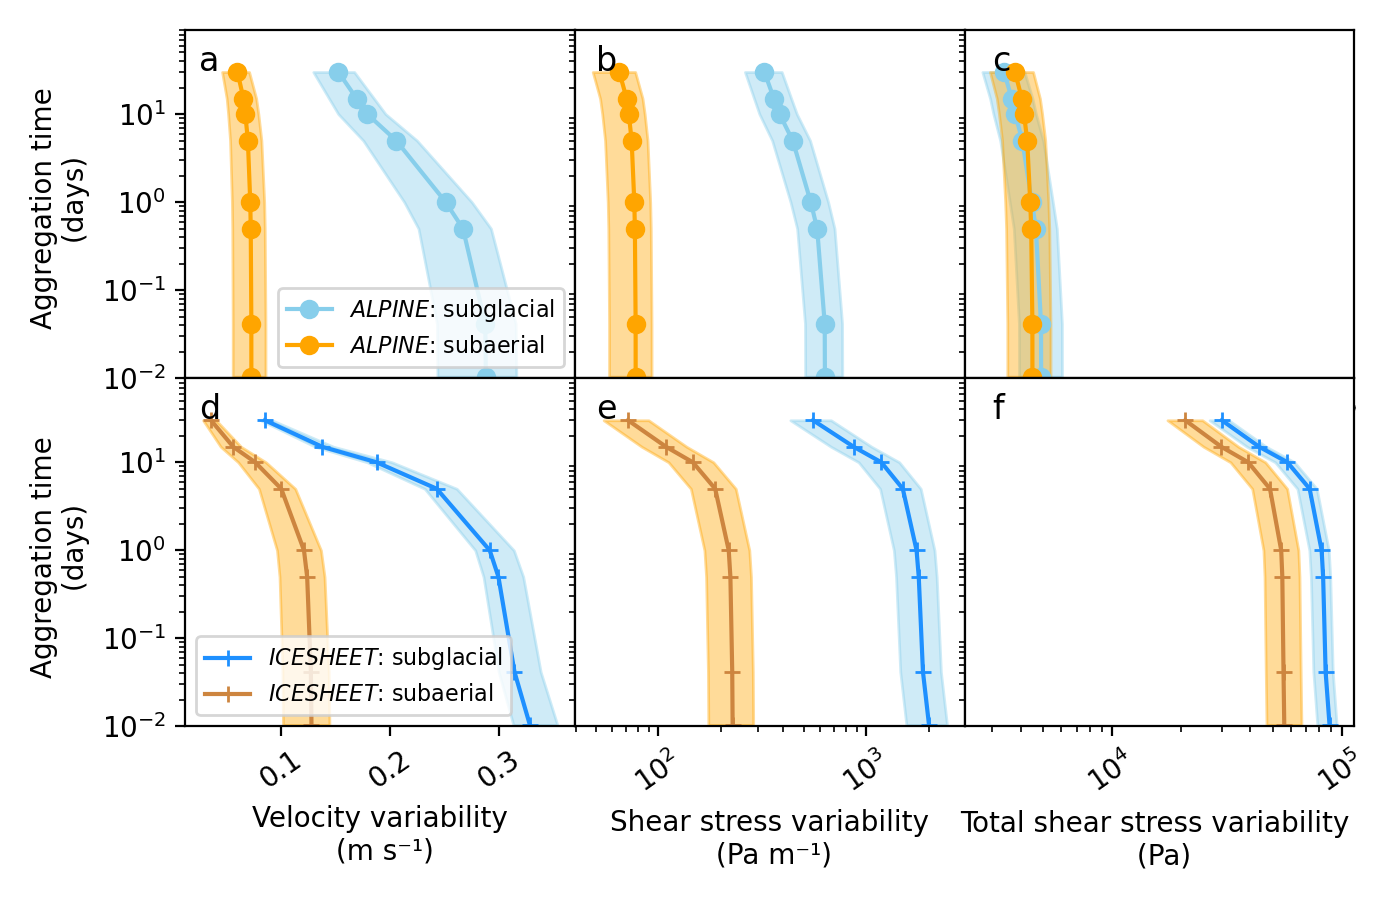 a
b
c
Aggregation time
(days)
10¹
10⁰
10⁻¹
10⁻²
ALPINE: subglacial
ALPINE: subaerial
d
e
f
Aggregation time
(days)
10¹
10⁰
10⁻¹
10⁻²
ICESHEET: subglacial
ICESHEET: subaerial
0.1 0.2 0.3
10² 10³
10⁴ 10⁵
Velocity variability
(m s⁻¹)
Shear stress variability
(Pa m⁻¹)
Total shear stress variability
(Pa)